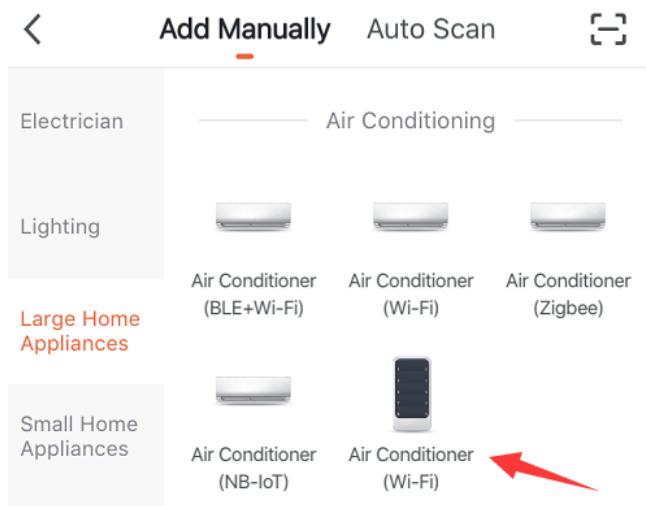 Add Manually Auto Scan
Electrician
Air Conditioning
Lighting
Air Conditioner
(BLE+Wi-Fi)
Air Conditioner
(Wi-Fi)
Air Conditioner
(Zigbee)
Large Home
Appliances
Small Home
Appliances
Air Conditioner
(NB-IoT)
Air Conditioner
(Wi-Fi)